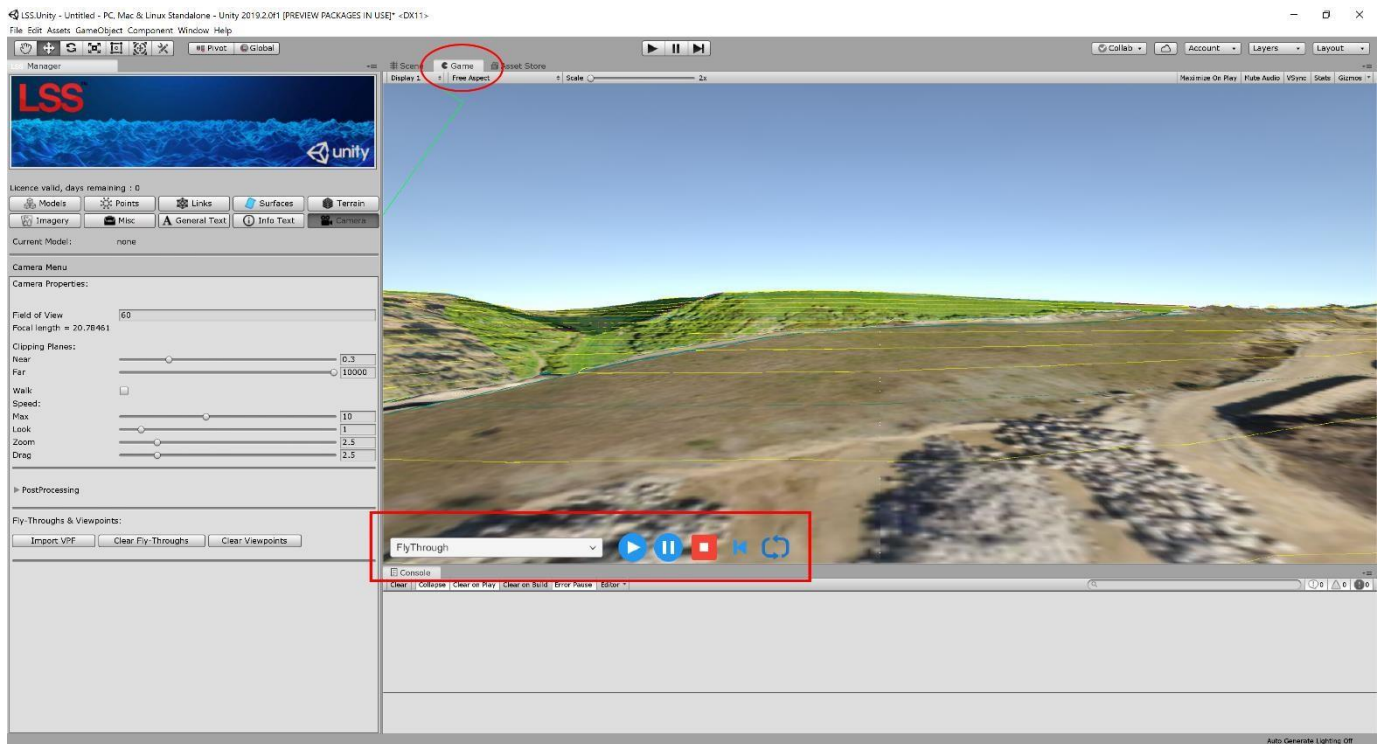 LSS.Unity - Untitled - PC, Mac & Linux Standalone - Unity 2019.2.0f1 [PREVIEW PACKAGES IN USE]* <DX11>
File Edit Assets GameObject Component Window Help
Pivot Global Collab Account Layers Layout
Manager
Scene Game Asset Store
Display 1 Free Aspect Scale 2x Maximize On Play Mute Audio VSync Stats Gizmos
LSS
unity
Licence valid, days remaining : 0
Models Points Links Surfaces Terrain
Imagery Misc A General Text Info Text Camera
Current Model: none
Camera Menu
Camera Properties:
Field of View 60
Focal length = 20.78461
Clipping Planes:
Near 0.3
Far 10000
Walk
Speed:
Max 10
Look 1
Zoom 2.5
Drag 2.5
PostProcessing
Fly-Throughs & Viewpoints:
Import VPF Clear Fly-Throughs Clear Viewpoints
FlyThrough
Console
Clear Collapse Clear on Play Clear on Build Error Pause Editor 0 0 0
Auto Generate Lighting Off